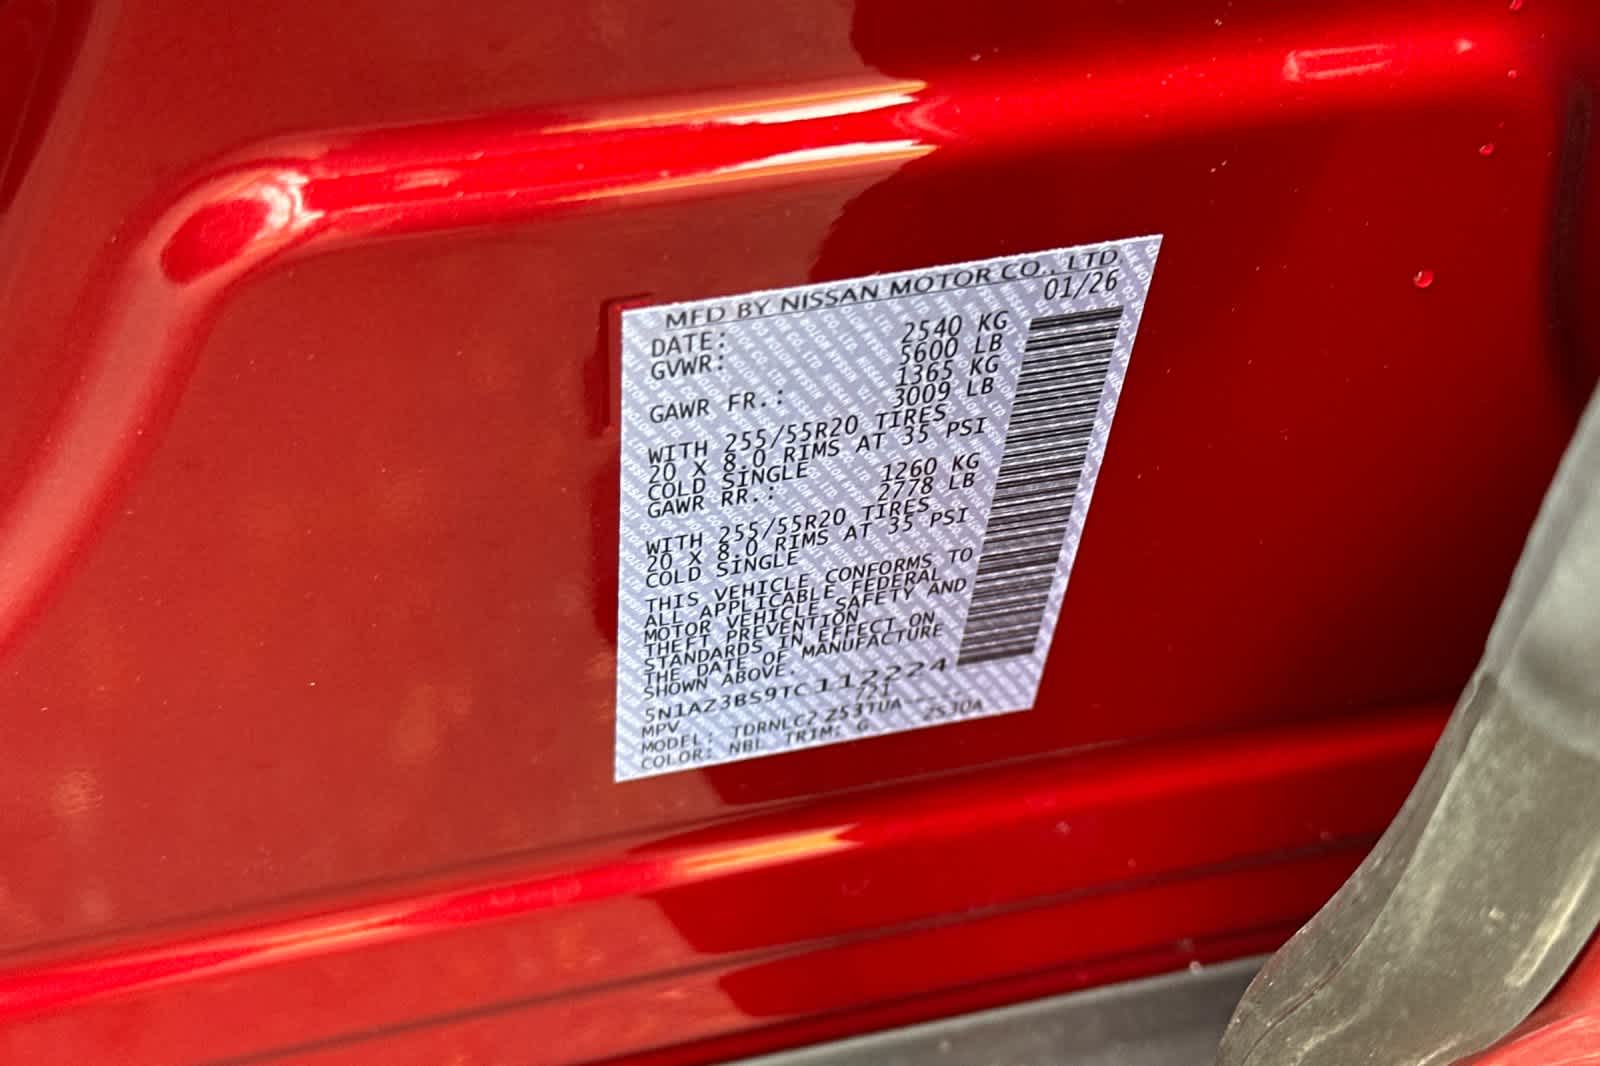 MFD BY NISSAN MOTOR CO., LTD.
DATE: 01/26
GVWR: 2540 KG
5600 LB
GAWR FR.: 1365 KG
3009 LB
WITH 255/55R20 TIRES
20 X 8.0 RIMS AT 35 PSI
COLD SINGLE
GAWR RR.: 1260 KG
2778 LB
WITH 255/55R20 TIRES
20 X 8.0 RIMS AT 35 PSI
COLD SINGLE
THIS VEHICLE CONFORMS TO
ALL APPLICABLE FEDERAL
MOTOR VEHICLE SAFETY AND
THEFT PREVENTION
STANDARDS IN EFFECT ON
THE DATE OF MANUFACTURE
SHOWN ABOVE.
5N1AZ3BS9TC112224
MPV /21
MODEL: TDRNLC2 Z53TUA-----
COLOR: NBL TRIM: G 2530A